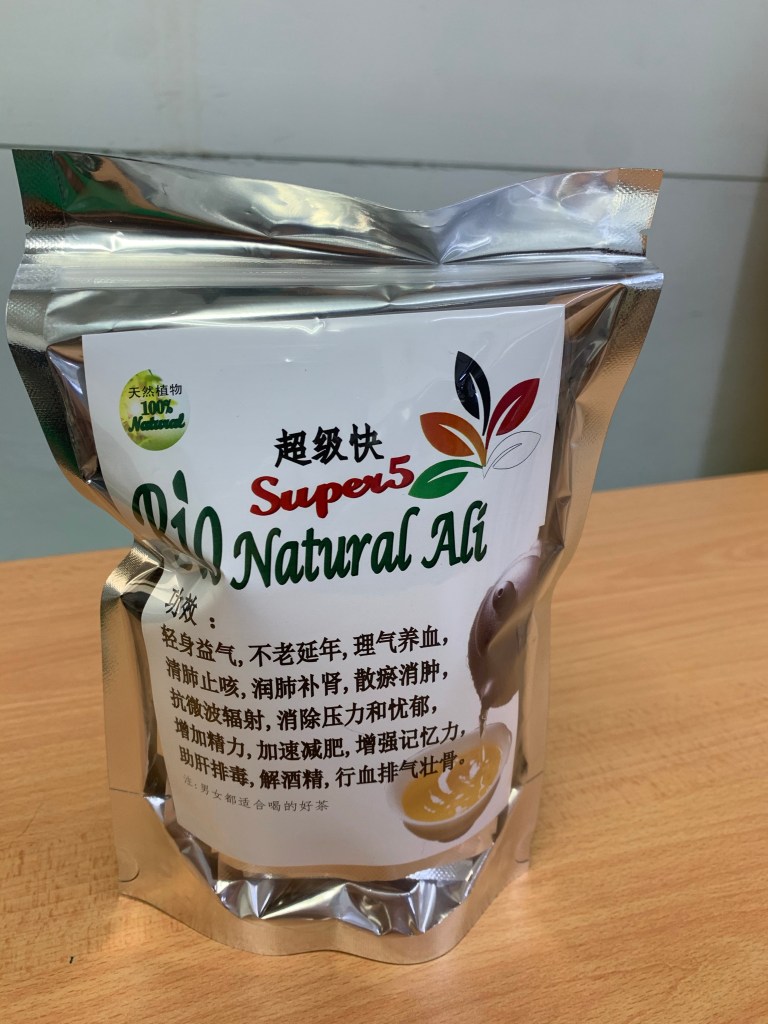 天然植物
100%
Natural
超级快
Super5
Bio Natural Ali
功效：
轻身益气, 不老延年, 理气养血,
清肺止咳, 润肺补肾, 散瘀消肿,
抗微波辐射, 消除压力和忧郁,
增加精力, 加速减肥, 增强记忆力,
助肝排毒, 解酒精, 行血排气壮骨。
注: 男女都适合喝的好茶